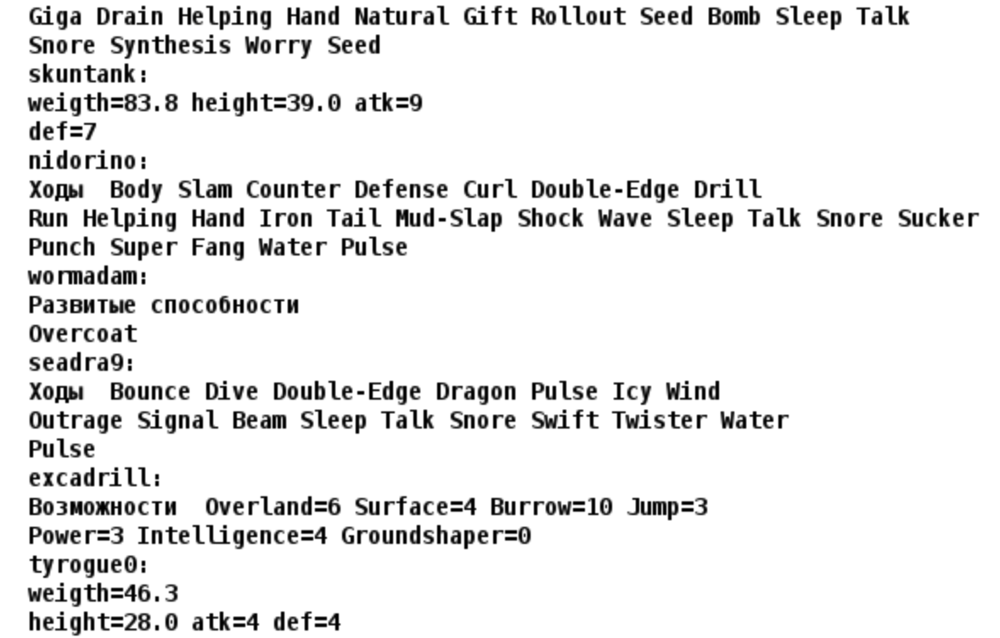 Giga Drain Helping Hand Natural Gift Rollout Seed Bomb Sleep Talk
Snore Synthesis Worry Seed
skuntank:
weigth=83.8 height=39.0 atk=9
def=7
nidorino:
Ходы  Body Slam Counter Defense Curl Double-Edge Drill
Run Helping Hand Iron Tail Mud-Slap Shock Wave Sleep Talk Snore Sucker
Punch Super Fang Water Pulse
wormadam:
Развитые способности
Overcoat
seadra9:
Ходы  Bounce Dive Double-Edge Dragon Pulse Icy Wind
Outrage Signal Beam Sleep Talk Snore Swift Twister Water
Pulse
excadrill:
Возможности  Overland=6 Surface=4 Burrow=10 Jump=3
Power=3 Intelligence=4 Groundshaper=0
tyrogue0:
weigth=46.3
height=28.0 atk=4 def=4